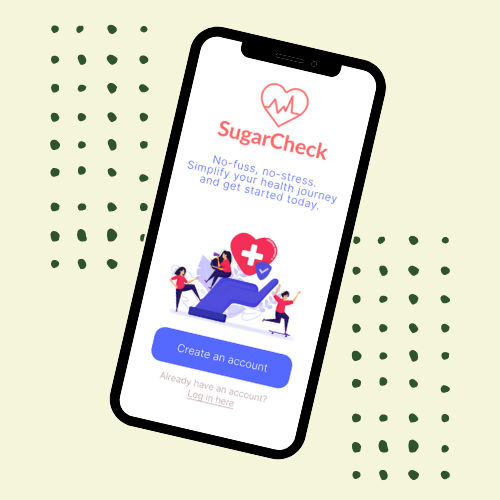 SugarCheck
No-fuss, no-stress.
Simplify your health journey
and get started today.
Create an account
Already have an account?
Log in here